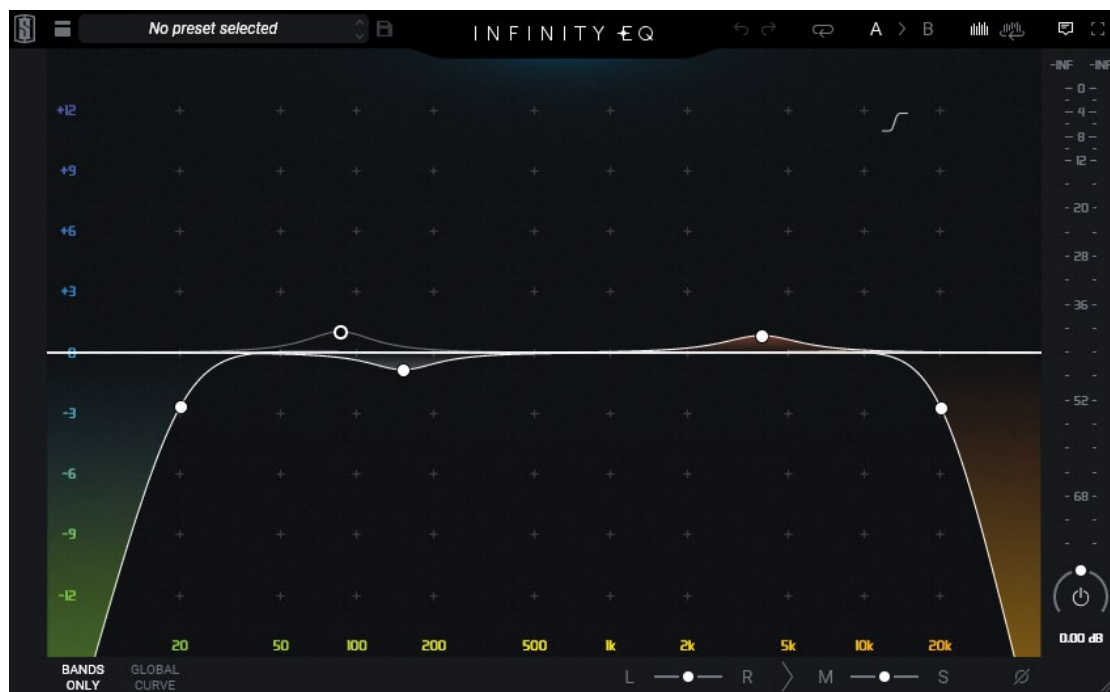 No preset selected
INFINITY EQ
A > B
-INF -INF
+12
+9
+6
+3
0
-3
-6
-9
-12
- 0 -
- 4 -
- 8 -
- 12 -
- 20 -
- 28 -
- 36 -
- 52 -
- 68 -
0.00 dB
20 50 100 200 500 1k 2k 5k 10k 20k
BANDS ONLY
GLOBAL CURVE
L R M S